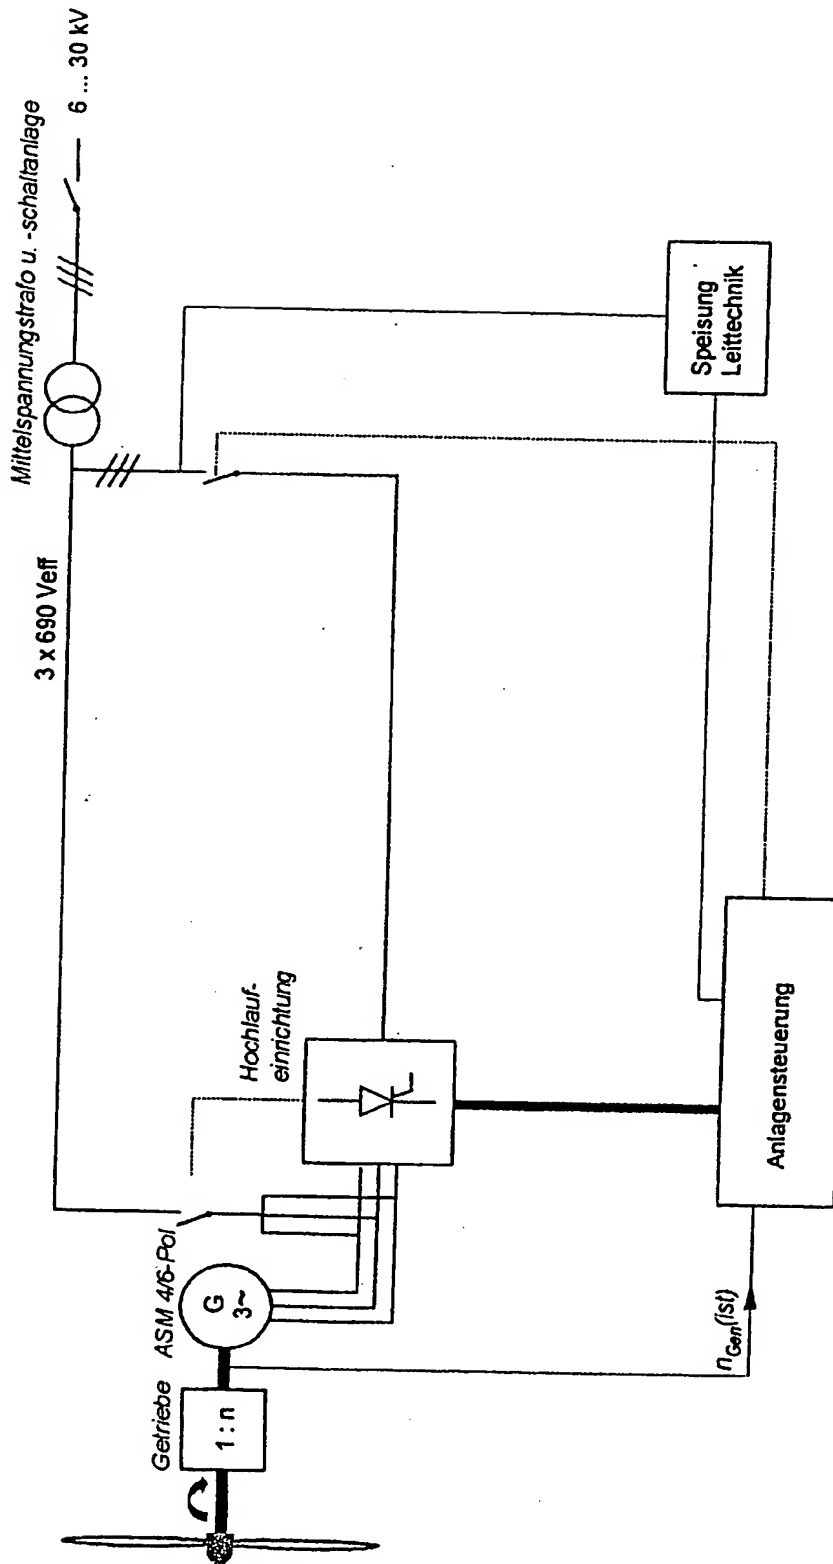 Getriebe
1 : n
ASM 4/6-Pol
G
3~
Hochlauf-
einrichtung
3 x 690 Veff
Mittelspannungstrafo u. -schaltanlage
6 ... 30 kV
n_Gen(ist)
Anlagensteuerung
Speisung
Leittechnik